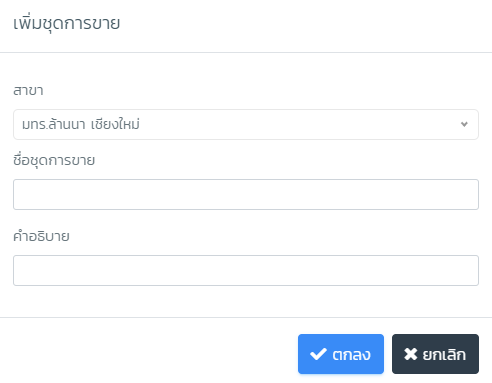 เพิ่มชุดการขาย
สาขา
มทร.ล้านนา เชียงใหม่
ชื่อชุดการขาย
คำอธิบาย
ตกลง
ยกเลิก